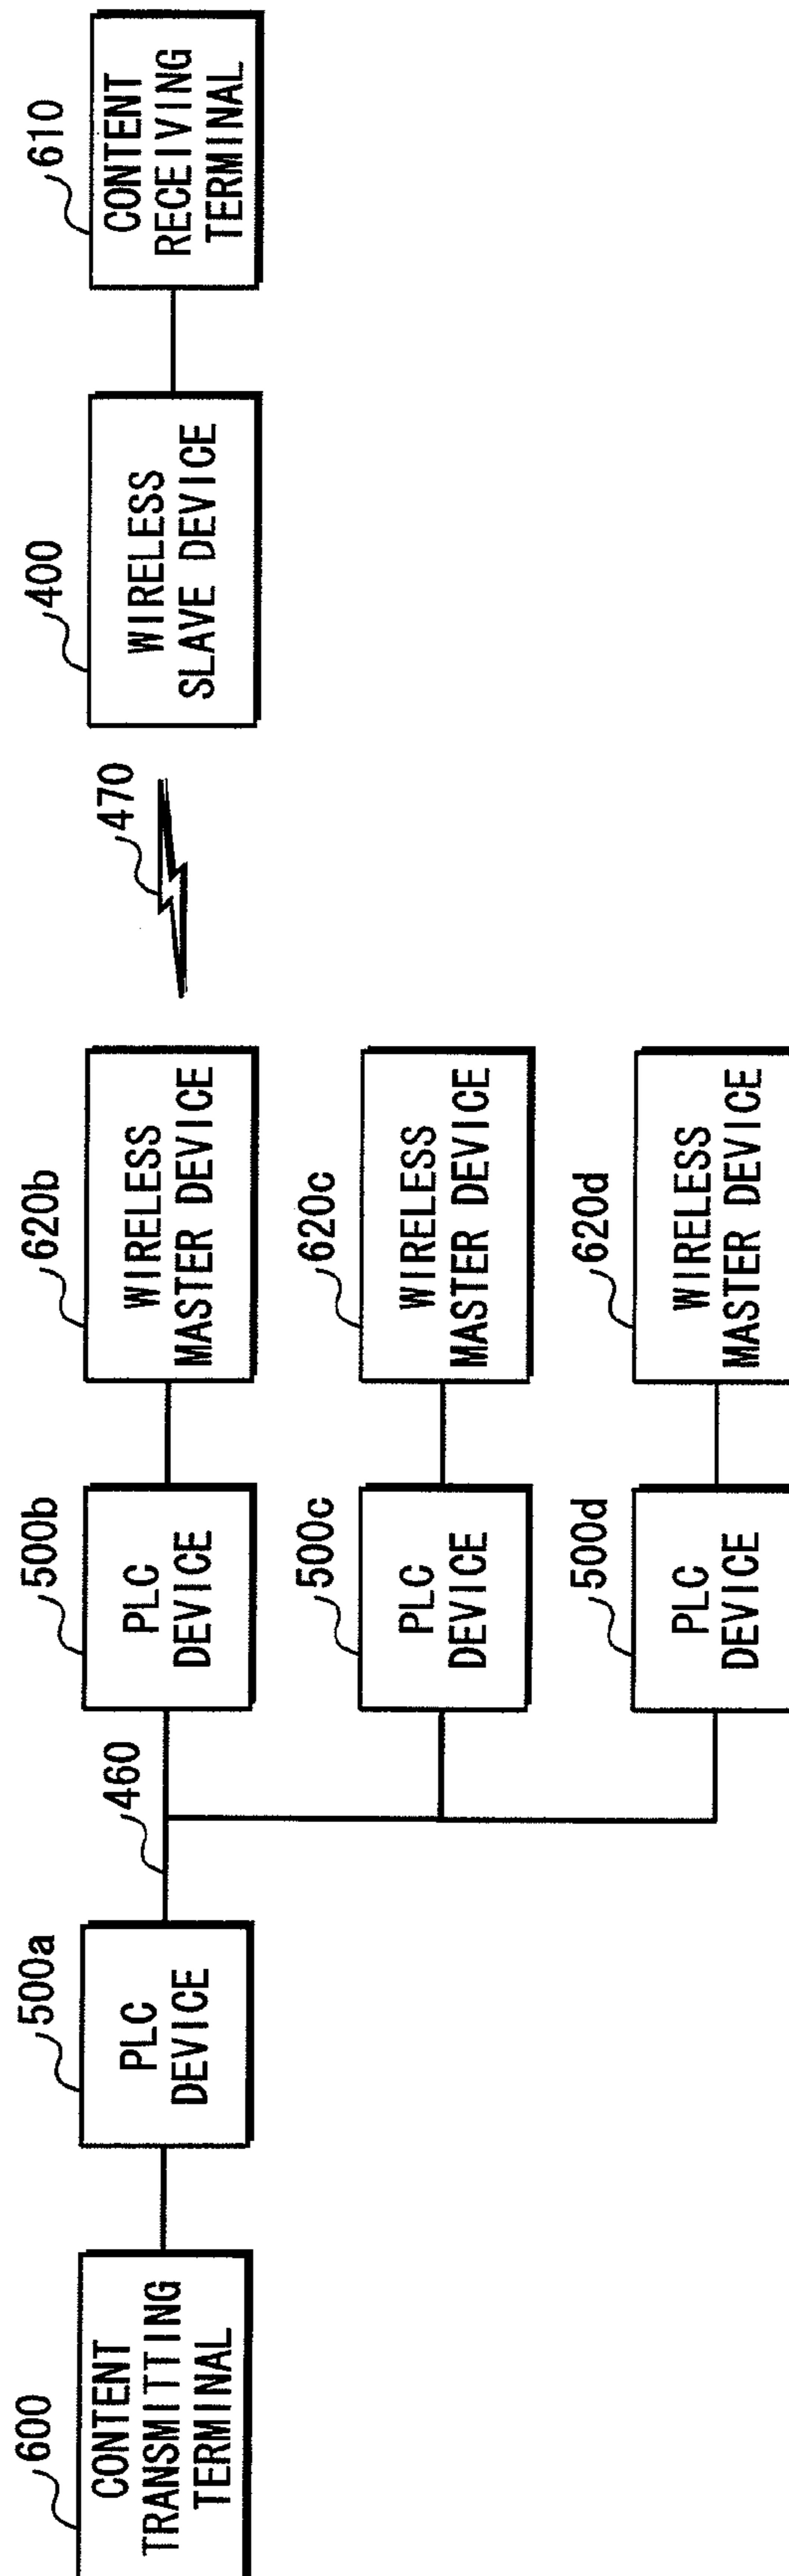 600
CONTENT
TRANSMITTING
TERMINAL
500a
PLC
DEVICE
460
500b
PLC
DEVICE
620b
WIRELESS
MASTER DEVICE
470
400
WIRELESS
SLAVE DEVICE
610
CONTENT
RECEIVING
TERMINAL
500c
PLC
DEVICE
620c
WIRELESS
MASTER DEVICE
500d
PLC
DEVICE
620d
WIRELESS
MASTER DEVICE